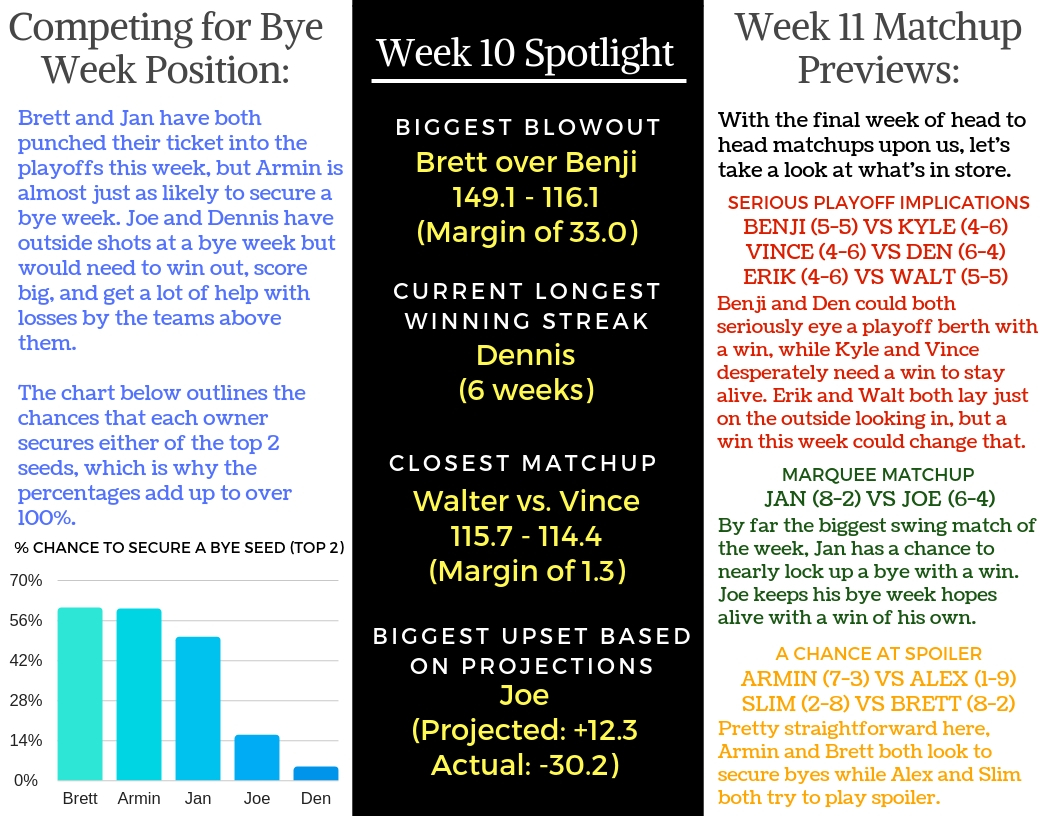 Competing for Bye
Week Position:
Brett and Jan have both
punched their ticket into the
playoffs this week, but Armin is
almost just as likely to secure a
bye week. Joe and Dennis have
outside shots at a bye week but
would need to win out, score
big, and get a lot of help with
losses by the teams above
them.
The chart below outlines the
chances that each owner
secures either of the top 2
seeds, which is why the
percentages add up to over
100%.
% CHANCE TO SECURE A BYE SEED (TOP 2)
70%
56%
42%
28%
14%
0%
Brett Armin Jan Joe Den
Week 10 Spotlight
BIGGEST BLOWOUT
Brett over Benji
149.1 - 116.1
(Margin of 33.0)
CURRENT LONGEST
WINNING STREAK
Dennis
(6 weeks)
CLOSEST MATCHUP
Walter vs. Vince
115.7 - 114.4
(Margin of 1.3)
BIGGEST UPSET BASED
ON PROJECTIONS
Joe
(Projected: +12.3
Actual: -30.2)
Week 11 Matchup
Previews:
With the final week of head to
head matchups upon us, let's
take a look at what's in store.
SERIOUS PLAYOFF IMPLICATIONS
BENJI (5-5) VS KYLE (4-6)
VINCE (4-6) VS DEN (6-4)
ERIK (4-6) VS WALT (5-5)
Benji and Den could both
seriously eye a playoff berth with
a win, while Kyle and Vince
desperately need a win to stay
alive. Erik and Walt both lay just
on the outside looking in, but a
win this week could change that.
MARQUEE MATCHUP
JAN (8-2) VS JOE (6-4)
By far the biggest swing match of
the week, Jan has a chance to
nearly lock up a bye with a win.
Joe keeps his bye week hopes
alive with a win of his own.
A CHANCE AT SPOILER
ARMIN (7-3) VS ALEX (1-9)
SLIM (2-8) VS BRETT (8-2)
Pretty straightforward here,
Armin and Brett both look to
secure byes while Alex and Slim
both try to play spoiler.